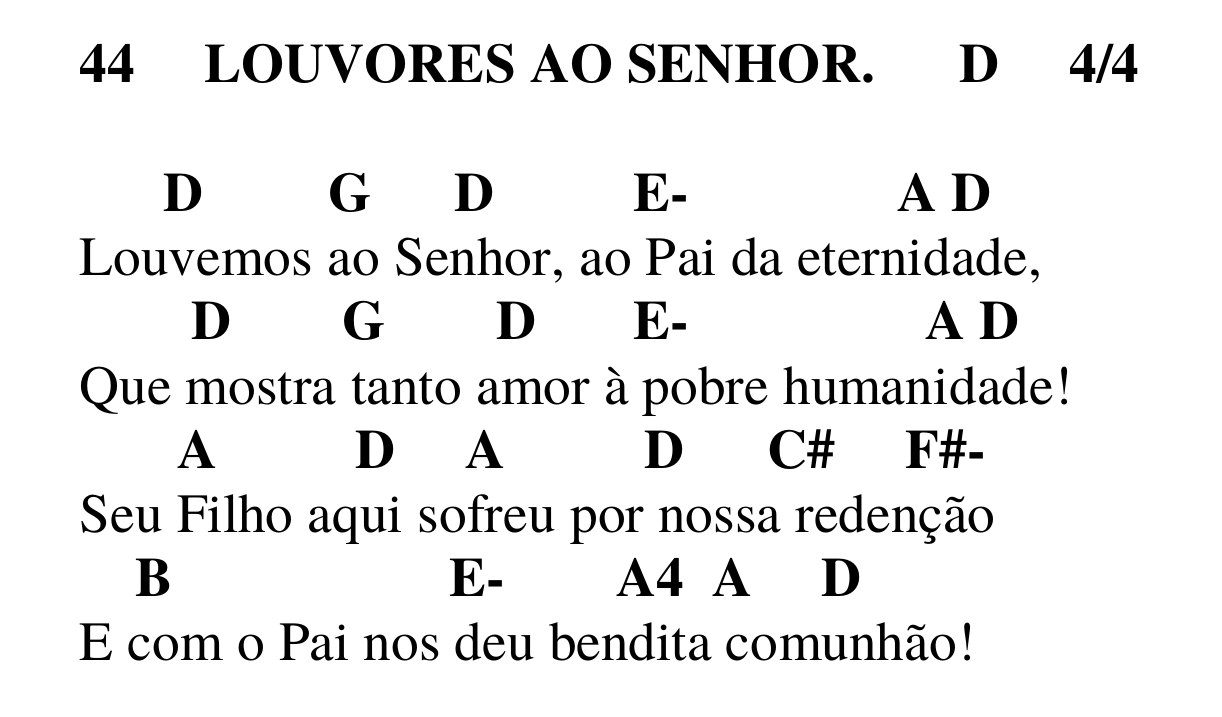 44 LOUVORES AO SENHOR. D 4/4
D G D E- A D
Louvemos ao Senhor, ao Pai da eternidade,
D G D E- A D
Que mostra tanto amor à pobre humanidade!
A D A D C# F#-
Seu Filho aqui sofreu por nossa redenção
B E- A4 A D
E com o Pai nos deu bendita comunhão!